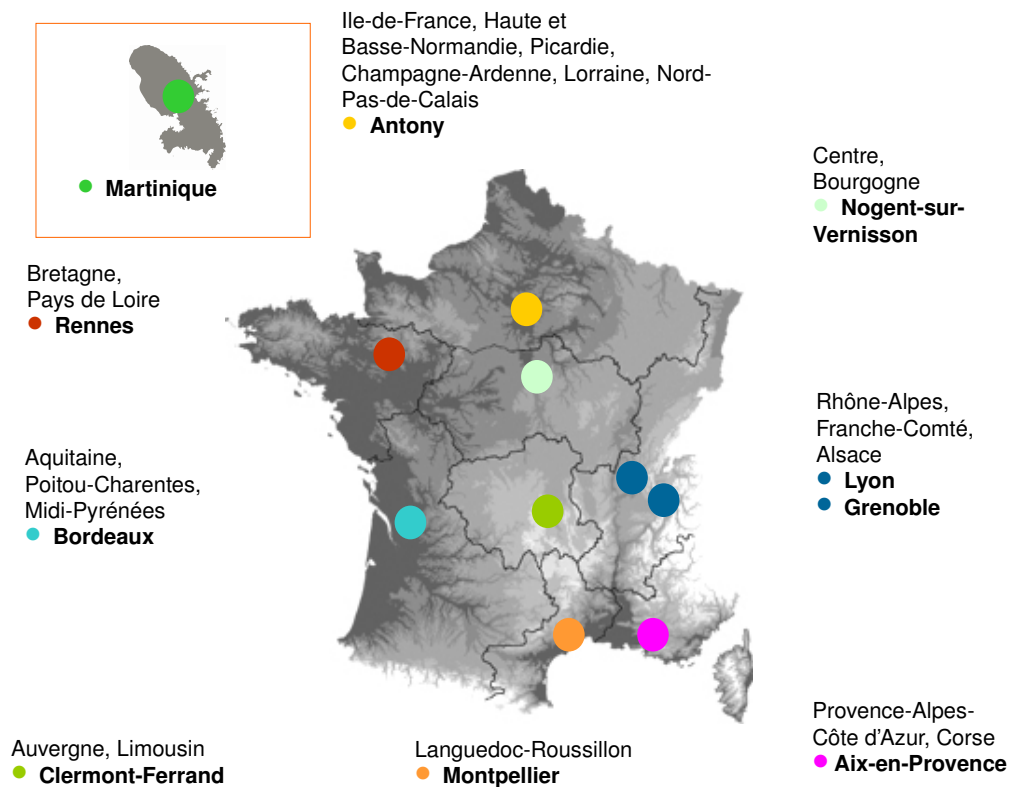 Ile-de-France, Haute et
Basse-Normandie, Picardie,
Champagne-Ardenne, Lorraine, Nord-
Pas-de-Calais
Antony
Martinique
Centre,
Bourgogne
Nogent-sur-
Vernisson
Bretagne,
Pays de Loire
Rennes
Rhône-Alpes,
Franche-Comté,
Alsace
Lyon
Grenoble
Aquitaine,
Poitou-Charentes,
Midi-Pyrénées
Bordeaux
Provence-Alpes-
Côte d'Azur, Corse
Aix-en-Provence
Auvergne, Limousin
Clermont-Ferrand
Languedoc-Roussillon
Montpellier